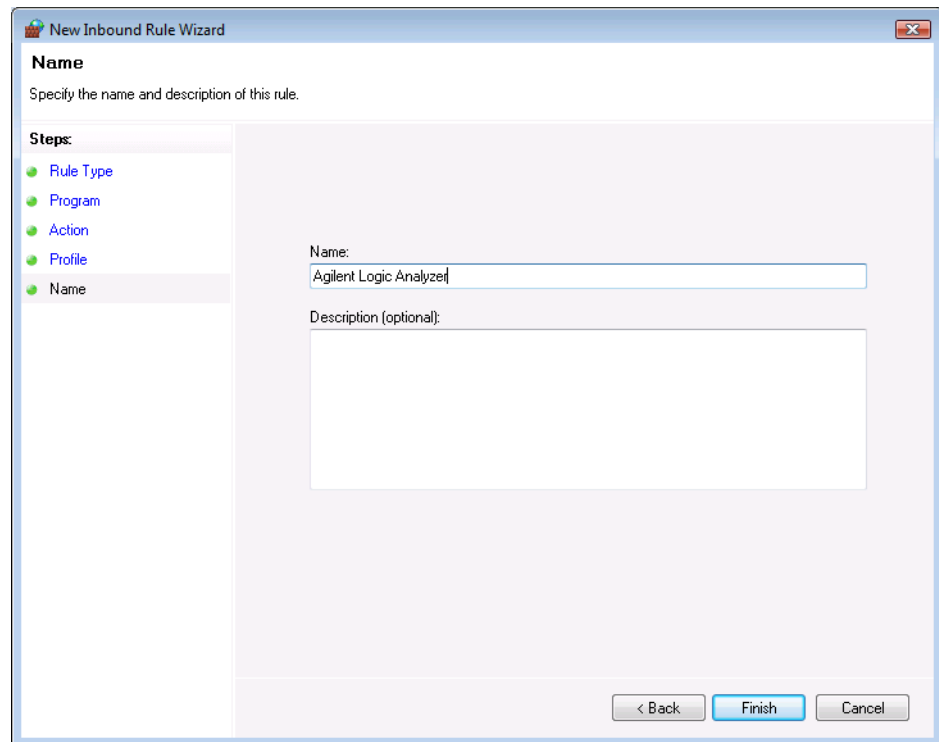 New Inbound Rule Wizard
Name
Specify the name and description of this rule.
Steps:
Rule Type
Program
Action
Profile
Name
Name:
Agilent Logic Analyzer
Description (optional):
< Back Finish Cancel